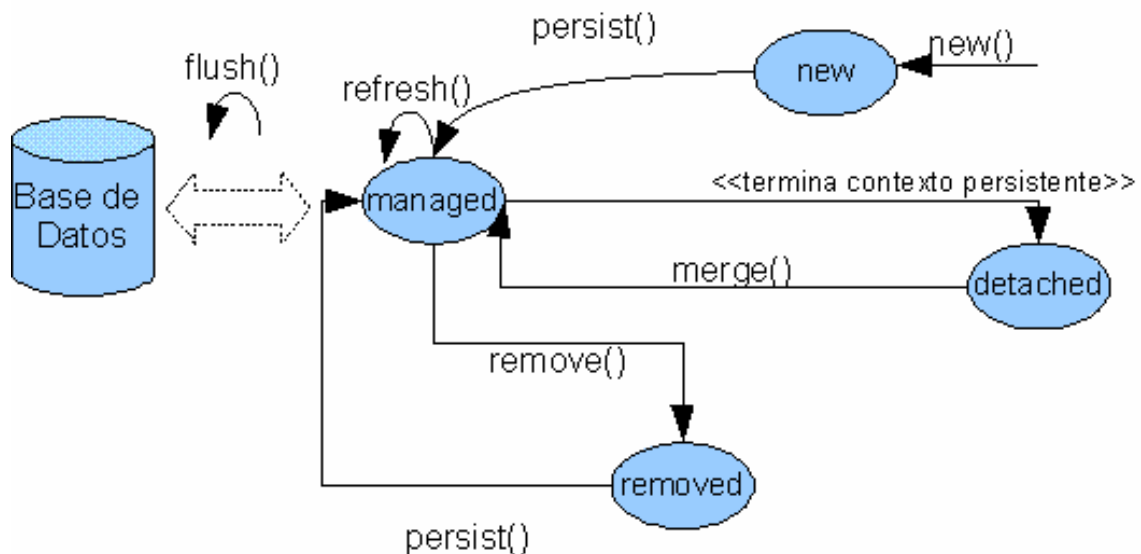 persist()
new()
new
flush()
refresh()
Base de
Datos
managed
<<termina contexto persistente>>
merge()
detached
remove()
removed
persist()